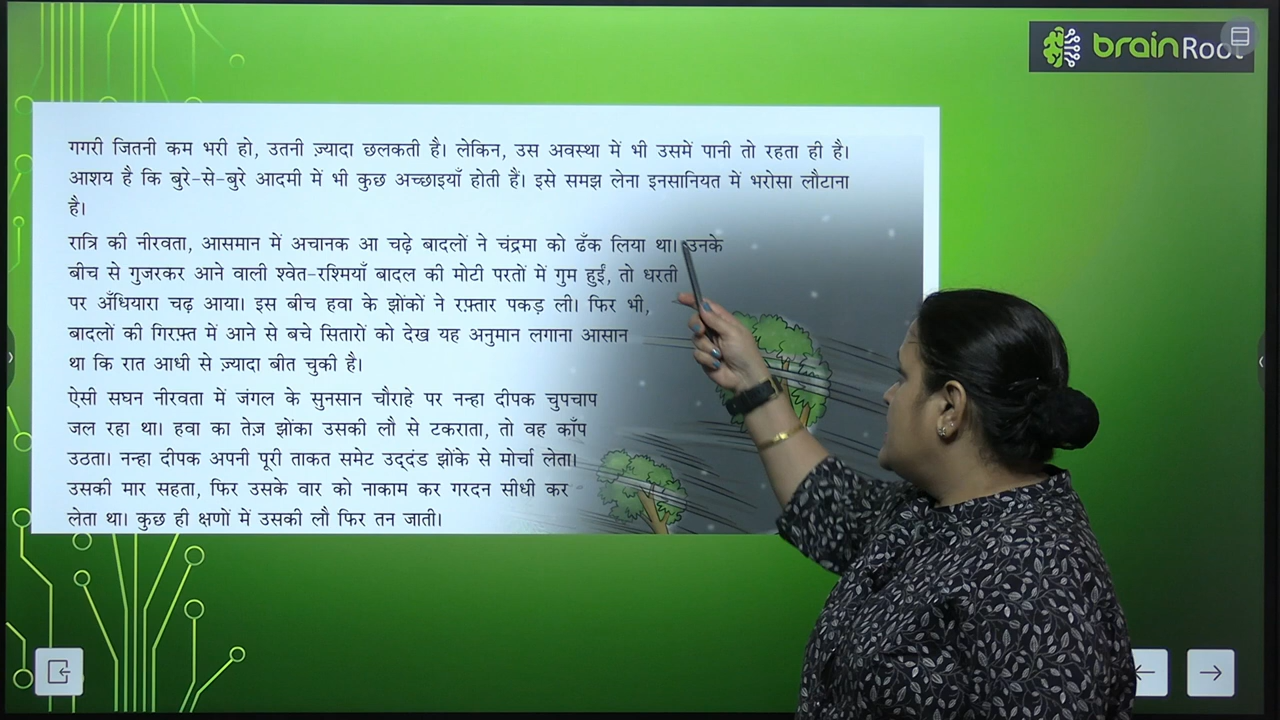 brainRoot
गगरी जितनी कम भरी हो, उतनी ज़्यादा छलकती है। लेकिन, उस अवस्था में भी उसमें पानी तो रहता ही है।
आशय है कि बुरे-से-बुरे आदमी में भी कुछ अच्छाइयाँ होती हैं। इसे समझ लेना इनसानियत में भरोसा लौटाना
है।
रात्रि की नीरवता, आसमान में अचानक आ चढ़े बादलों ने चंद्रमा को ढँक लिया था। उनके
बीच से गुजरकर आने वाली श्वेत-रश्मियाँ बादल की मोटी परतों में गुम हुईं, तो धरती
पर अँधियारा चढ़ आया। इस बीच हवा के झोंकों ने रफ़्तार पकड़ ली। फिर भी,
बादलों की गिरफ़्त में आने से बचे सितारों को देख यह अनुमान लगाना आसान
था कि रात आधी से ज़्यादा बीत चुकी है।
ऐसी सघन नीरवता में जंगल के सुनसान चौराहे पर नन्हा दीपक चुपचाप
जल रहा था। हवा का तेज़ झोंका उसकी लौ से टकराता, तो वह काँप
उठता। नन्हा दीपक अपनी पूरी ताकत समेट उद्दंड झोंके से मोर्चा लेता।
उसकी मार सहता, फिर उसके वार को नाकाम कर गरदन सीधी कर
लेता था। कुछ ही क्षणों में उसकी लौ फिर तन जाती।